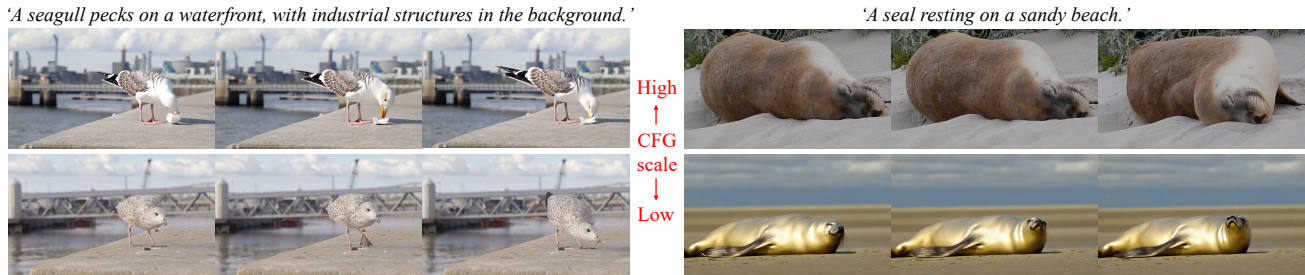 ‘A seagull pecks on a waterfront, with industrial structures in the background.’
‘A seal resting on a sandy beach.’
High
CFG
scale
Low